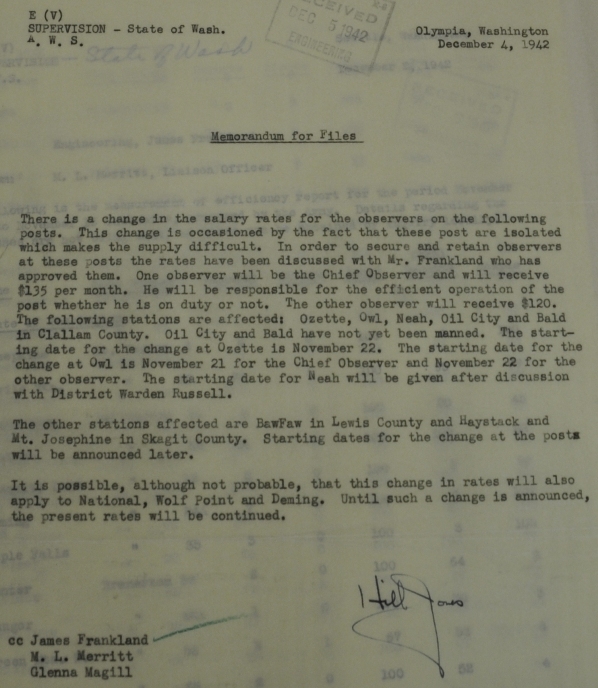 E (V)
SUPERVISION - State of Wash.
A. W. S.
RECEIVED
DEC 5 1942
ENGINEERING
Olympia, Washington
December 4, 1942
State of Wash
Memorandum for Files
There is a change in the salary rates for the observers on the following
posts. This change is occasioned by the fact that these post are isolated
which makes the supply difficult. In order to secure and retain observers
at these posts the rates have been discussed with Mr. Frankland who has
approved them. One observer will be the Chief Observer and will receive
$135 per month. He will be responsible for the efficient operation of the
post whether he is on duty or not. The other observer will receive $120.
The following stations are affected: Ozette, Owl, Neah, Oil City and Bald
in Clallam County. Oil City and Bald have not yet been manned. The start-
ing date for the change at Ozette is November 22. The starting date for the
change at Owl is November 21 for the Chief Observer and November 22 for the
other observer. The starting date for Neah will be given after discussion
with District Warden Russell.
The other stations affected are BawFaw in Lewis County and Haystack and
Mt. Josephine in Skagit County. Starting dates for the change at the posts
will be announced later.
It is possible, although not probable, that this change in rates will also
apply to National, Wolf Point and Deming. Until such a change is announced,
the present rates will be continued.
Hill Jones
cc James Frankland
M. L. Merritt
Glenna Magill